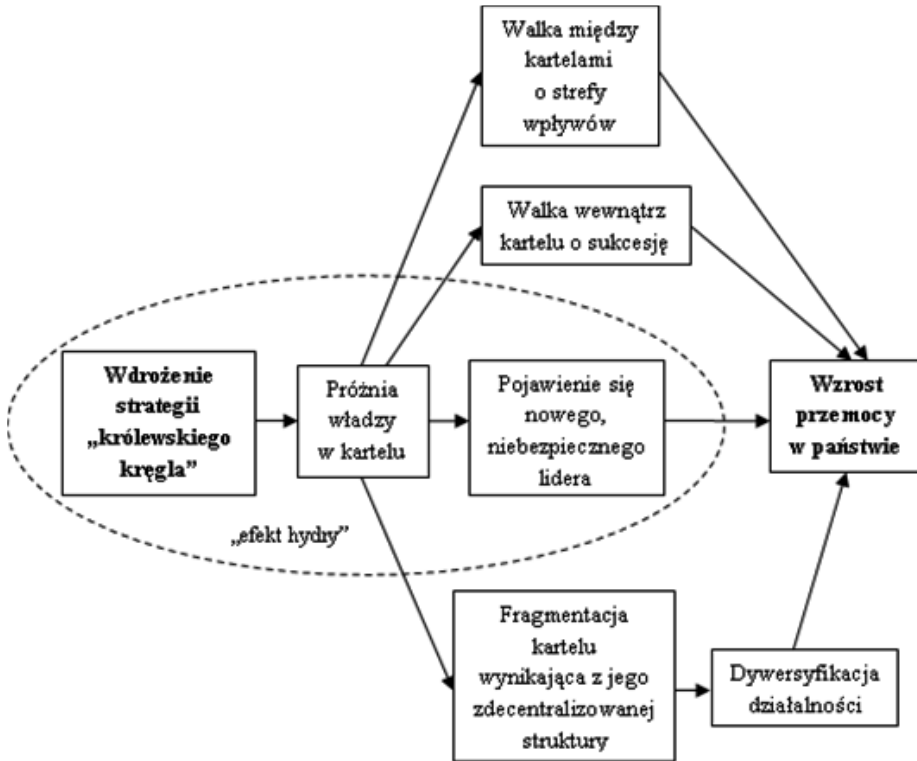 Walka między
kartelami
o strefy
wpływów
Walka wewnątrz
kartelu o sukcesję
Wdrożenie
strategii
„królewskiego
kręgla”
Próżnia
władzy
w kartelu
Pojawienie się
nowego,
niebezpiecznego
lidera
Wzrost
przemocy
w państwie
„efekt hydry”
Fragmentacja
kartelu
wynikająca z jego
zdecentralizowanej
struktury
Dywersyfikacja
działalności